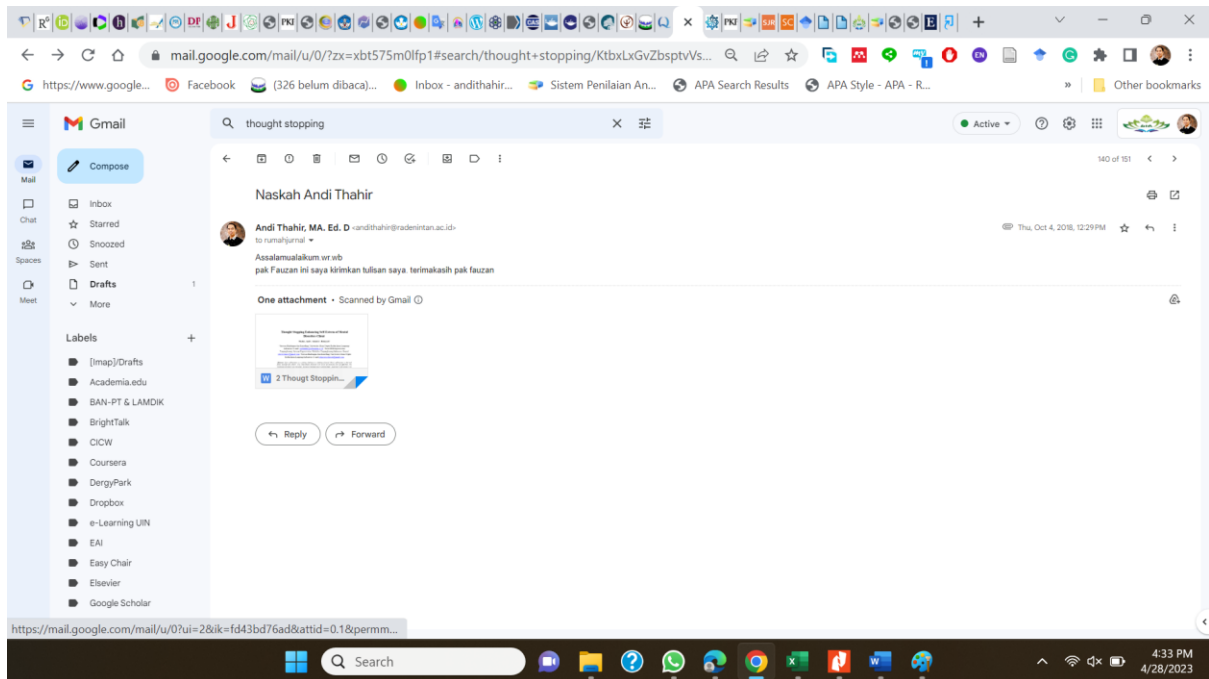 mail.google.com/mail/u/0/?zx=xbt575m0lfp1#search/thought+stopping/KtbxLxGvZbsptvVs...
https://www.google... Facebook (326 belum dibaca)... Inbox - andithahir... Sistem Penilaian An... APA Search Results APA Style - APA - R... » Other bookmarks
Gmail
thought stopping
Active
Mail
Compose
140 of 151
Chat
Inbox
Naskah Andi Thahir
Starred
Andi Thahir, MA. Ed. D <andithahir@radenintan.ac.id>
Thu, Oct 4, 2018, 12:29 PM
to rumahjurnal
Spaces
Snoozed
Assalamualaikum.wr.wb
Sent
pak Fauzan ini saya kirimkan tulisan saya. terimakasih pak fauzan
Meet
Drafts 1
More
One attachment • Scanned by Gmail
Labels +
[Imap]/Drafts
Academia.edu
2 Thougt Stoppin...
BAN-PT & LAMDIK
BrightTalk
CICW
Reply Forward
Coursera
DergyPark
Dropbox
e-Learning UIN
EAI
Easy Chair
Elsevier
Google Scholar
https://mail.google.com/mail/u/0?ui=2&ik=fd43bd76ad&attid=0.1&permm...
Search
4:33 PM
4/28/2023